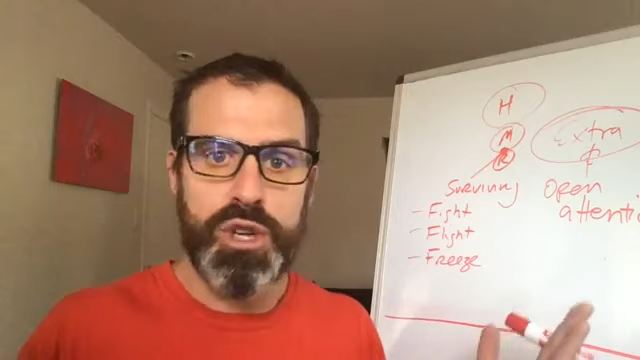 H
M
R
Extra
Surviving
Open
attenti
- Fight
- Flight
- Freeze